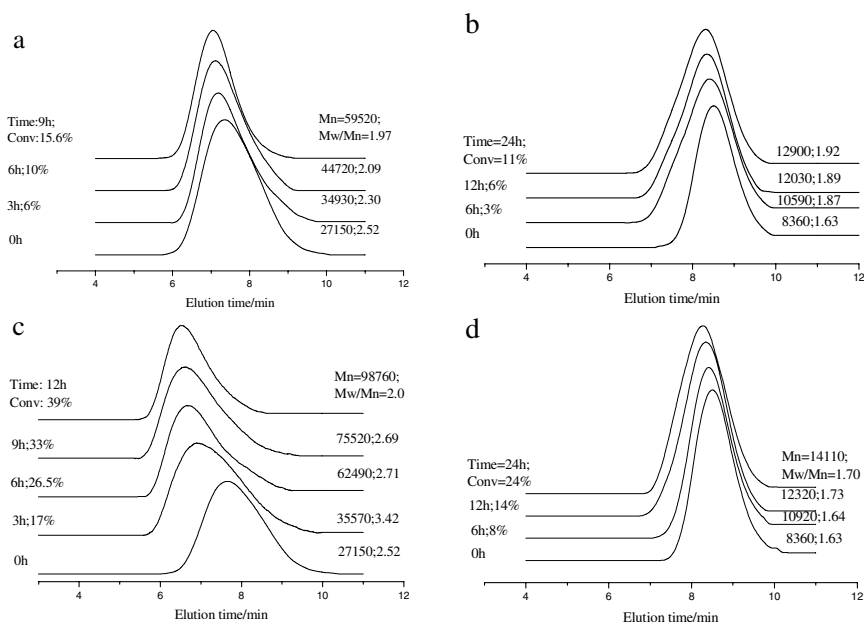 a
Time:9h;
Conv:15.6%
Mn=59520;
Mw/Mn=1.97
6h;10%
44720;2.09
3h;6%
34930;2.30
0h
27150;2.52
4 6 8 10 12
Elution time/min
b
Time=24h;
Conv=11%
12900;1.92
12h;6%
12030;1.89
6h;3%
10590;1.87
0h
8360;1.63
4 6 8 10 12
Elution time/min
c
Time: 12h
Conv: 39%
Mn=98760;
Mw/Mn=2.0
9h;33%
75520;2.69
6h;26.5%
62490;2.71
3h;17%
35570;3.42
0h
27150;2.52
4 6 8 10 12
Elution time/min
d
Time=24h;
Conv=24%
Mn=14110;
Mw/Mn=1.70
12h;14%
12320;1.73
6h;8%
10920;1.64
0h
8360;1.63
4 6 8 10 12
Elution time/min